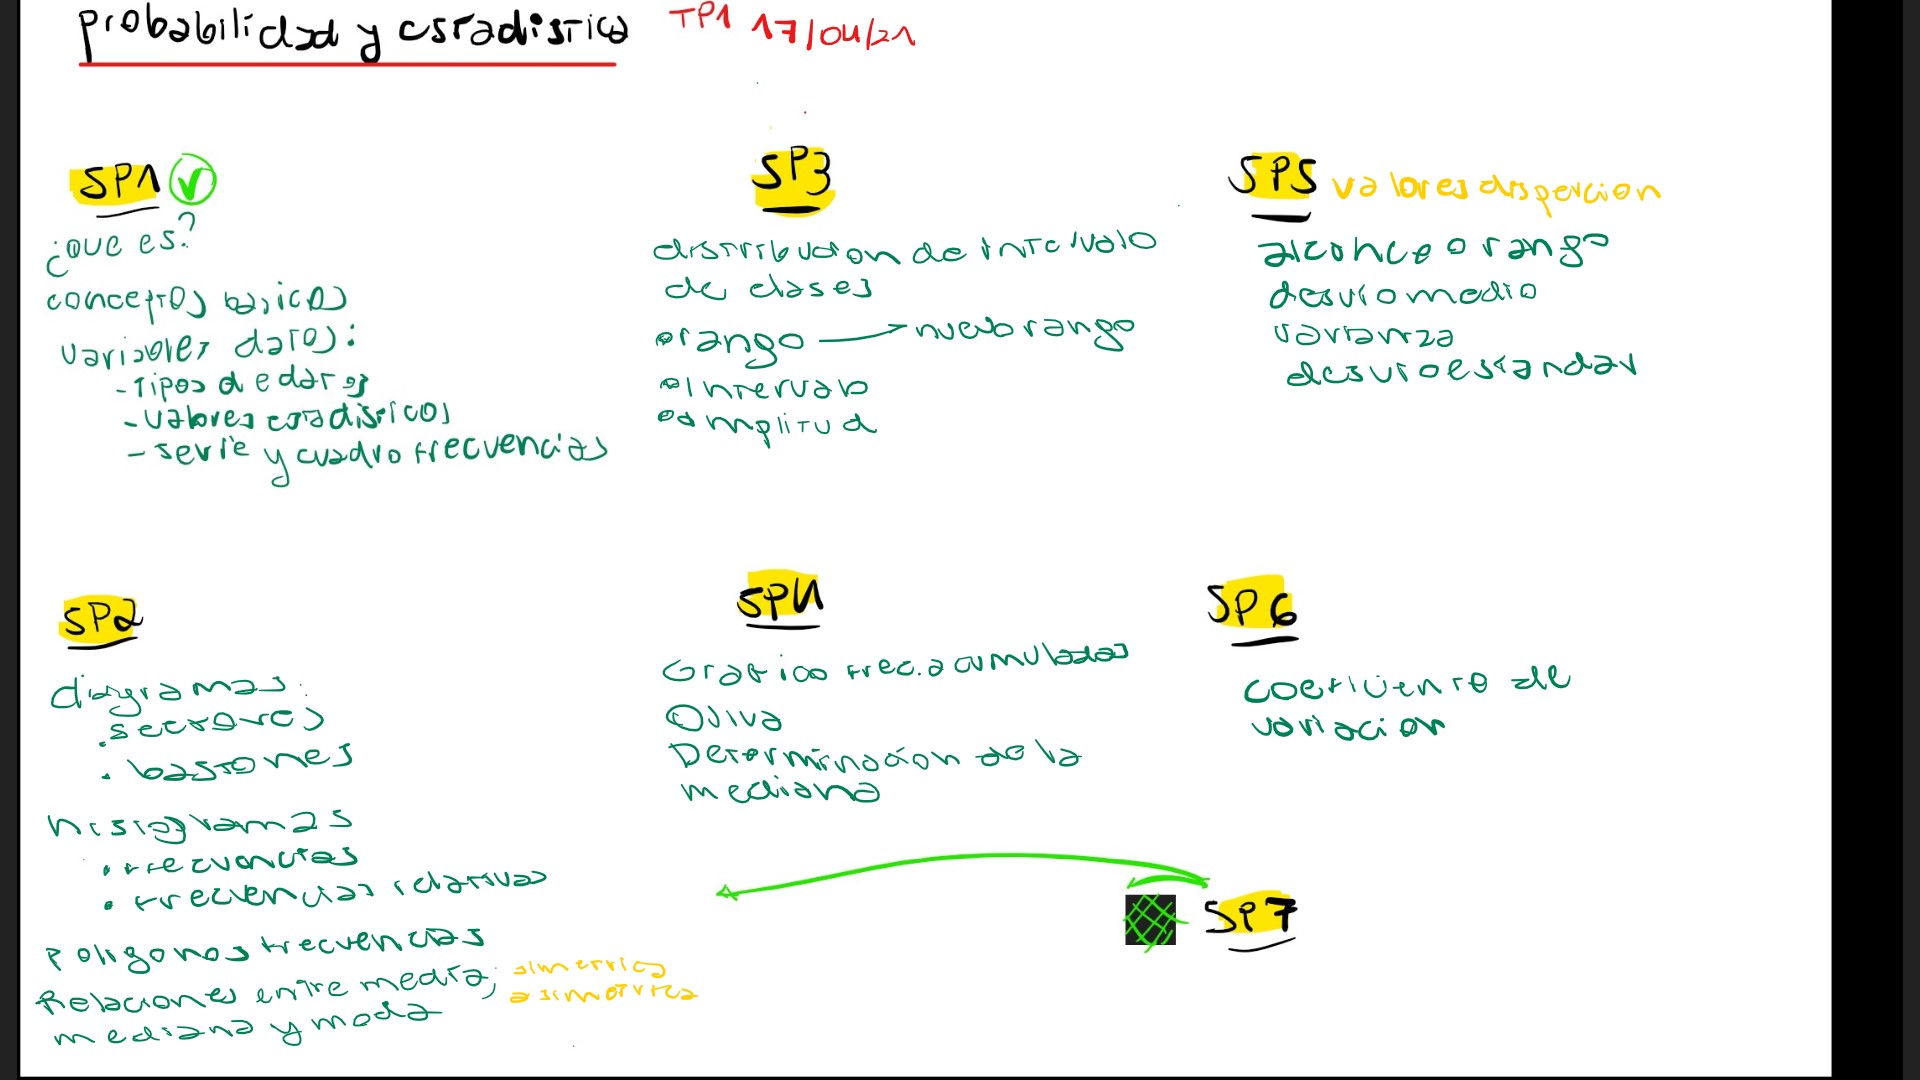 probabilidad y estadistica TP1 17/04/21
SP1
¿que es?
conceptos basicos
variables datos:
- Tipos de datos
- valores estadisticos
- serie y cuadro frecuencias
SP2
diagramas:
. sectores
. bastones
histogramas
. frecuencias
. frecuencias relativas
poligonos frecuencias
Relaciones entre media, simetrica
mediana y moda asimetrica
SP3
distribucion de intervalo
de clases
rango → nuevo rango
intervalo
amplitud
SP4
Grafico frec. acumuladas
Ojiva
Determinación de la
mediana
SP5 valores dispercion
alcance o rango
desvio medio
varianza
desvio estandar
SP6
coeficiente de
variacion
SP7